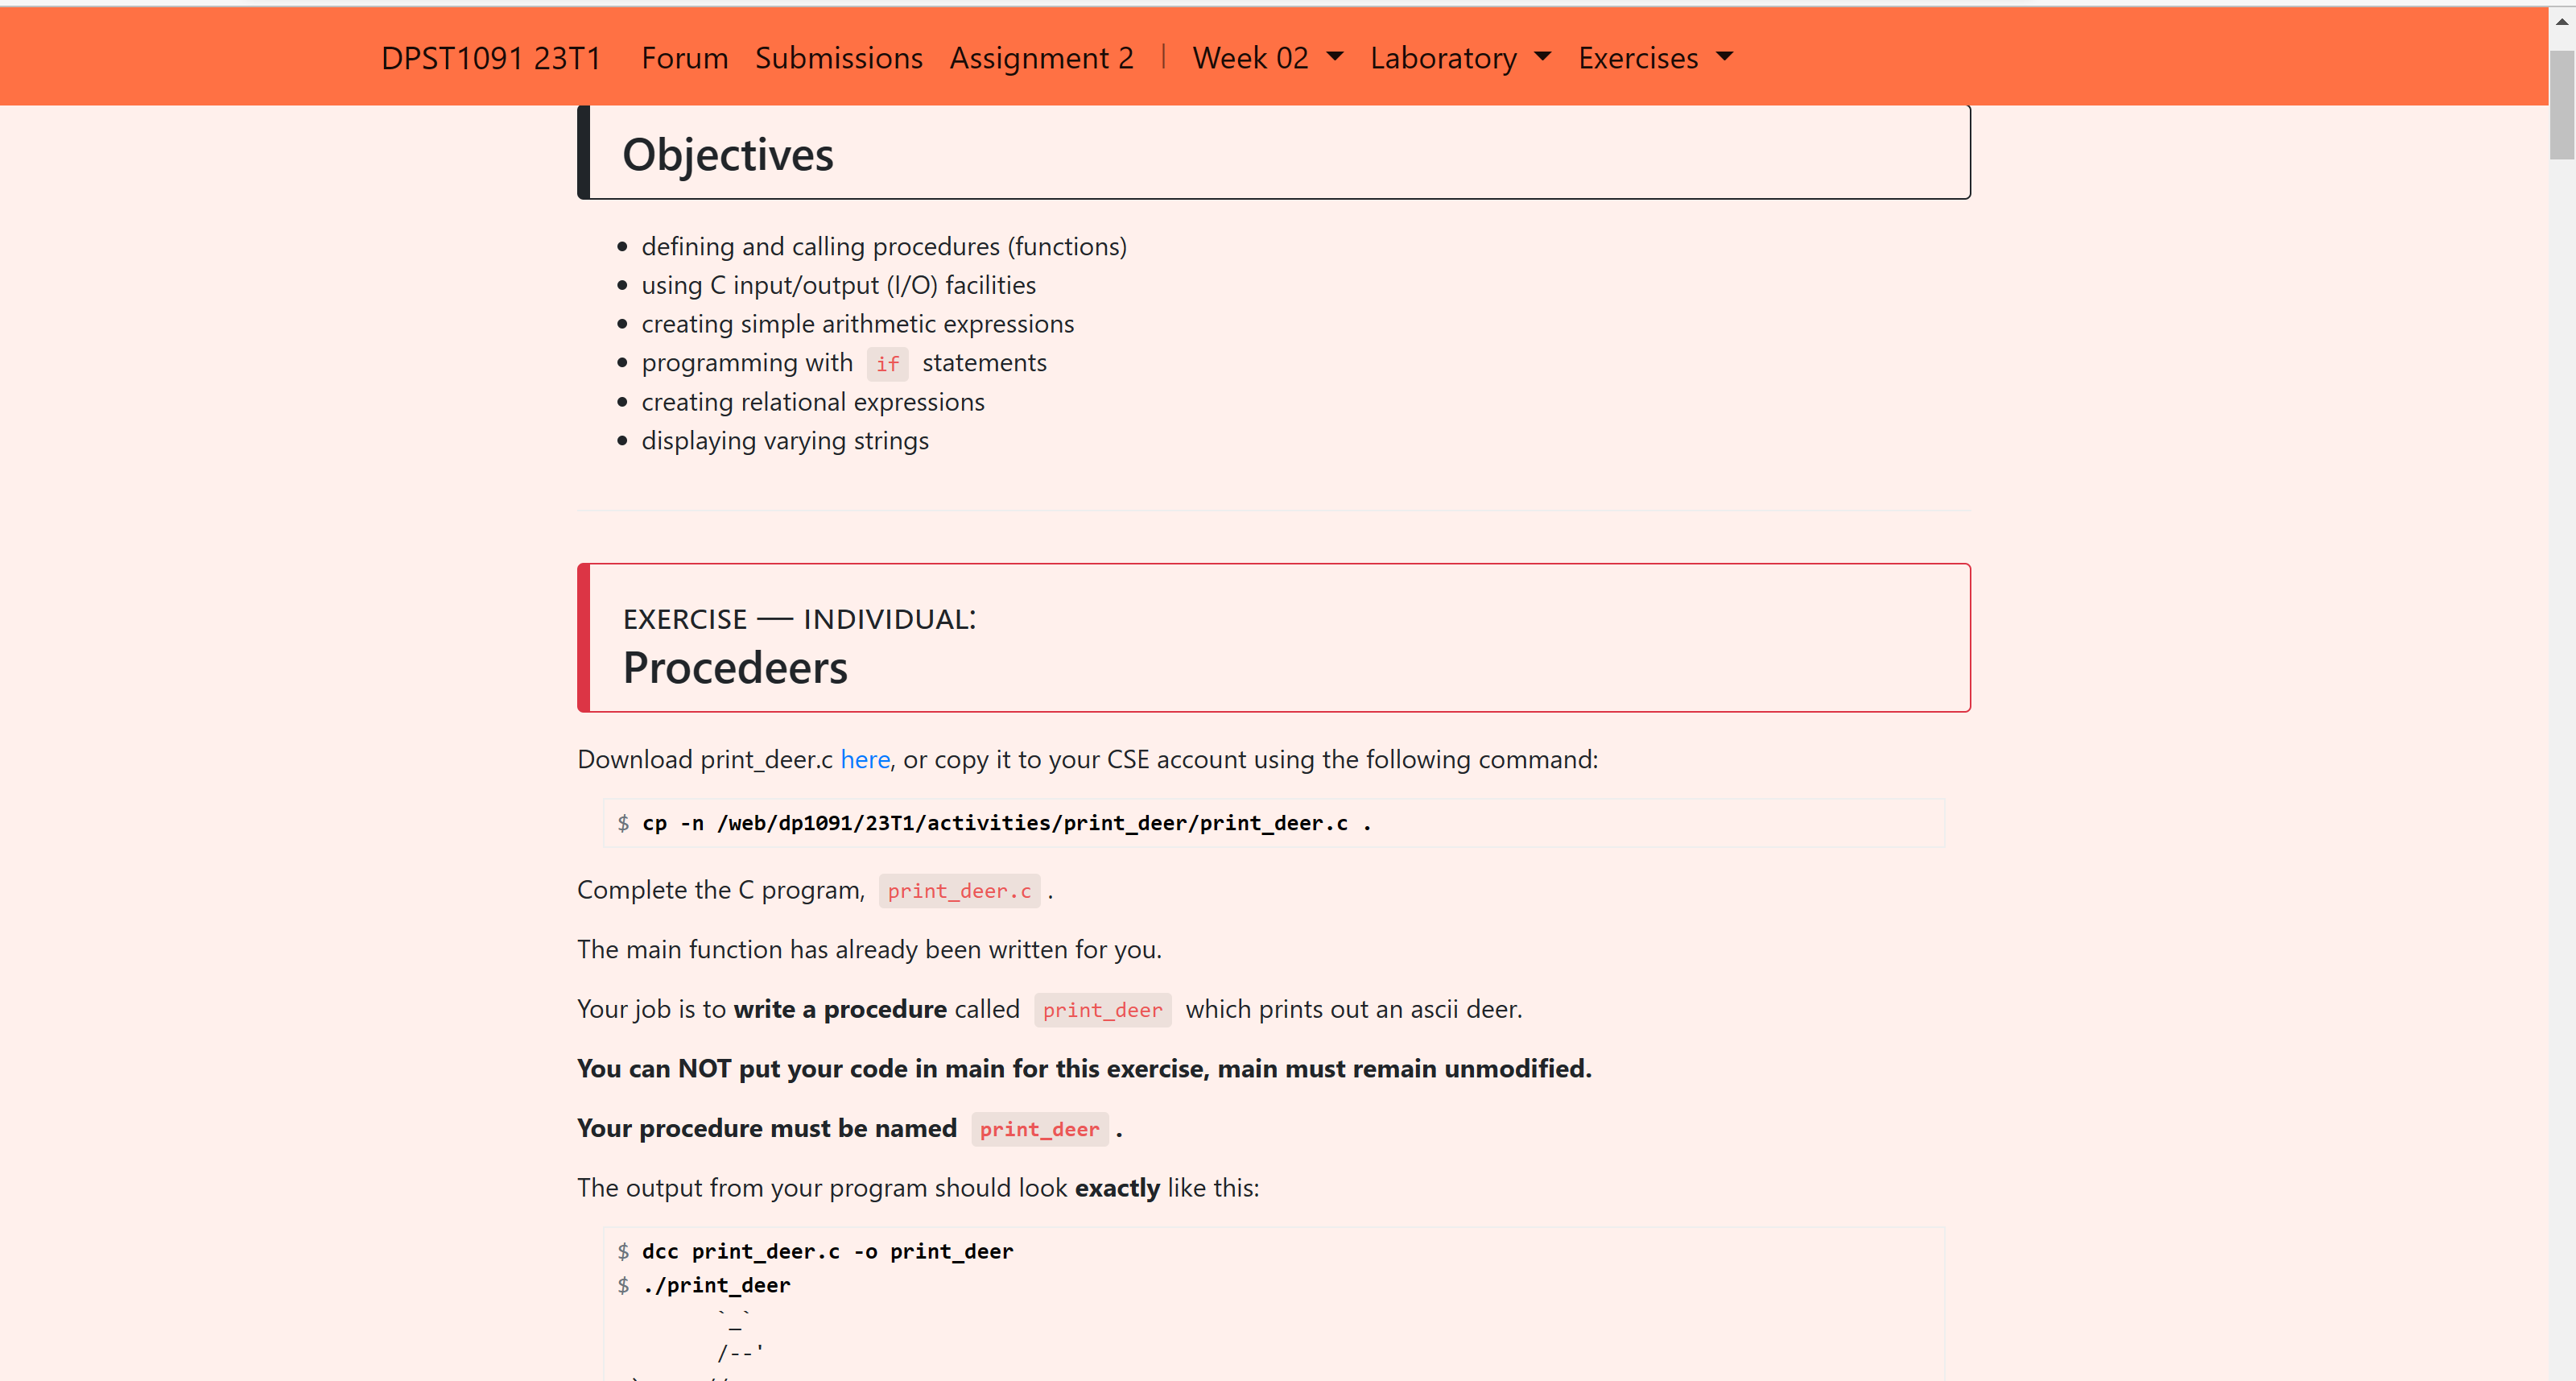 DPST1091 23T1 Forum Submissions Assignment 2 | Week 02 Laboratory Exercises
Objectives
defining and calling procedures (functions)
using C input/output (I/O) facilities
creating simple arithmetic expressions
programming with if statements
creating relational expressions
displaying varying strings
EXERCISE — INDIVIDUAL:
Procedeers
Download print_deer.c here, or copy it to your CSE account using the following command:
$ cp -n /web/dp1091/23T1/activities/print_deer/print_deer.c .
Complete the C program, print_deer.c .
The main function has already been written for you.
Your job is to write a procedure called print_deer which prints out an ascii deer.
You can NOT put your code in main for this exercise, main must remain unmodified.
Your procedure must be named print_deer .
The output from your program should look exactly like this:
$ dcc print_deer.c -o print_deer
$ ./print_deer
`_`
/--'